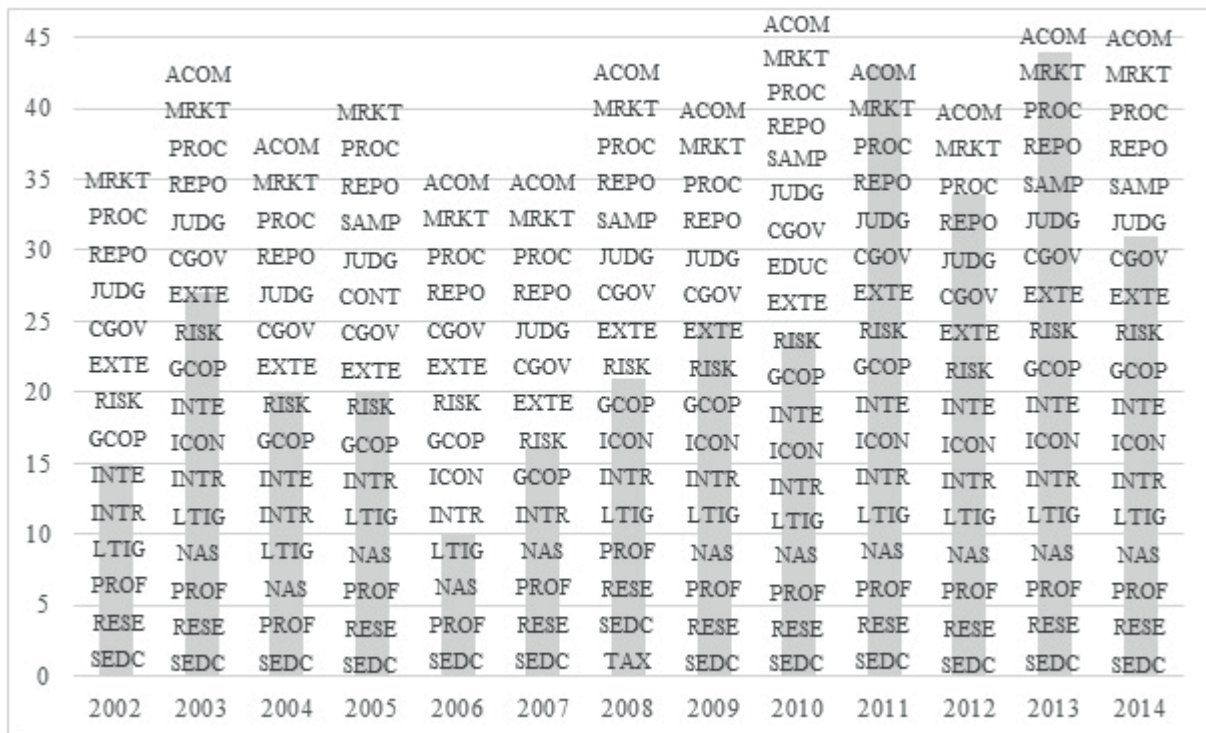 45
40
35
30
25
20
15
10
5
0
MRKT
PROC
REPO
JUDG
CGOV
EXTE
RISK
GCOP
INTE
INTR
LTIG
PROF
RESE
SEDC
ACOM
MRKT
PROC
REPO
JUDG
CGOV
EXTE
RISK
GCOP
INTE
ICON
INTR
LTIG
NAS
PROF
RESE
SEDC
ACOM
MRKT
PROC
REPO
JUDG
CGOV
EXTE
RISK
GCOP
INTE
INTR
LTIG
NAS
PROF
SEDC
MRKT
PROC
REPO
SAMP
JUDG
CONT
CGOV
EXTE
RISK
GCOP
INTR
LTIG
NAS
PROF
RESE
SEDC
ACOM
MRKT
PROC
REPO
CGOV
EXTE
RISK
GCOP
ICON
INTR
LTIG
NAS
PROF
SEDC
ACOM
MRKT
PROC
REPO
JUDG
CGOV
EXTE
RISK
GCOP
INTR
NAS
PROF
RESE
SEDC
ACOM
MRKT
PROC
REPO
SAMP
JUDG
CGOV
EXTE
RISK
GCOP
ICON
INTR
LTIG
PROF
RESE
SEDC
TAX
ACOM
MRKT
PROC
REPO
JUDG
CGOV
EXTE
RISK
GCOP
ICON
INTR
LTIG
NAS
PROF
RESE
SEDC
ACOM
MRKT
PROC
REPO
SAMP
JUDG
CGOV
EDUC
EXTE
RISK
GCOP
INTE
ICON
INTR
LTIG
NAS
PROF
RESE
SEDC
ACOM
MRKT
PROC
REPO
JUDG
CGOV
EXTE
RISK
GCOP
INTE
ICON
INTR
LTIG
NAS
PROF
RESE
SEDC
ACOM
MRKT
PROC
REPO
JUDG
CGOV
EXTE
RISK
INTE
ICON
INTR
LTIG
NAS
PROF
RESE
SEDC
ACOM
MRKT
PROC
REPO
SAMP
JUDG
CGOV
EXTE
RISK
GCOP
INTE
ICON
INTR
LTIG
NAS
PROF
RESE
SEDC
ACOM
MRKT
PROC
REPO
SAMP
JUDG
CGOV
EXTE
RISK
GCOP
INTE
ICON
INTR
LTIG
NAS
PROF
RESE
SEDC
2002 2003 2004 2005 2006 2007 2008 2009 2010 2011 2012 2013 2014